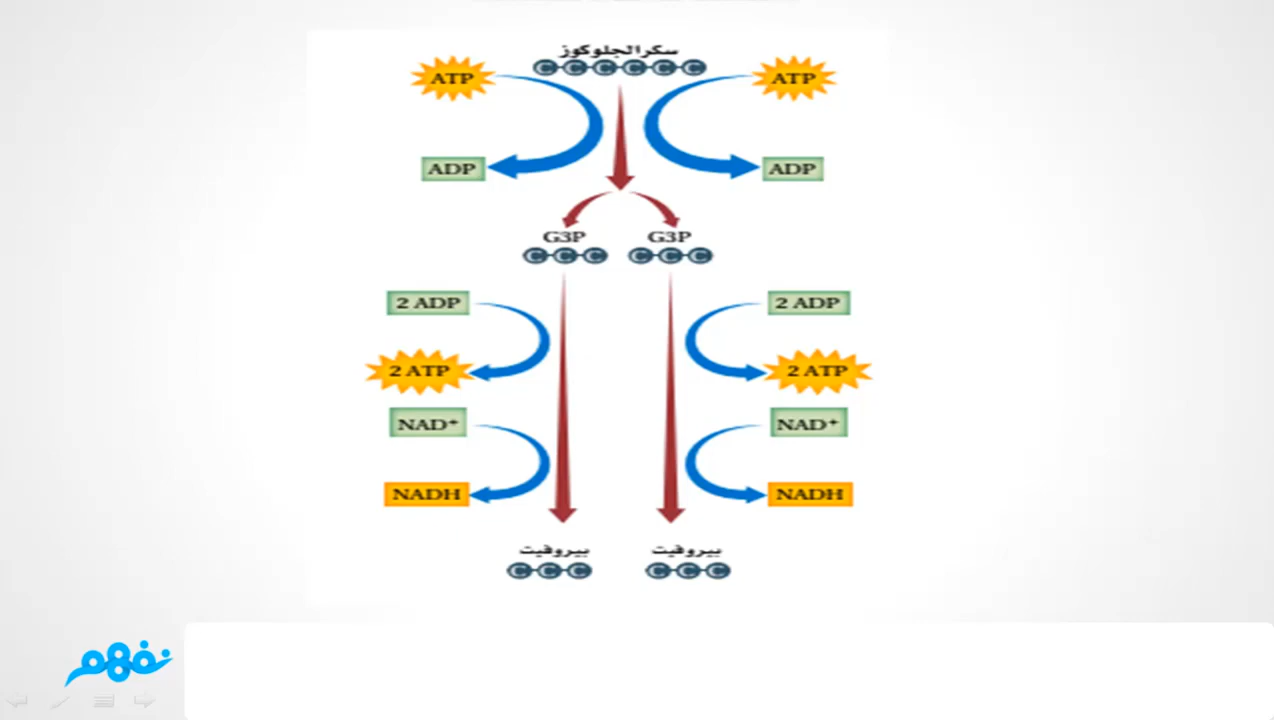 سكر الجلوكوز
ATP ATP
ADP ADP
G3P G3P
2 ADP 2 ADP
2 ATP 2 ATP
NAD⁺ NAD⁺
NADH NADH
بيروفيت بيروفيت
نفهم